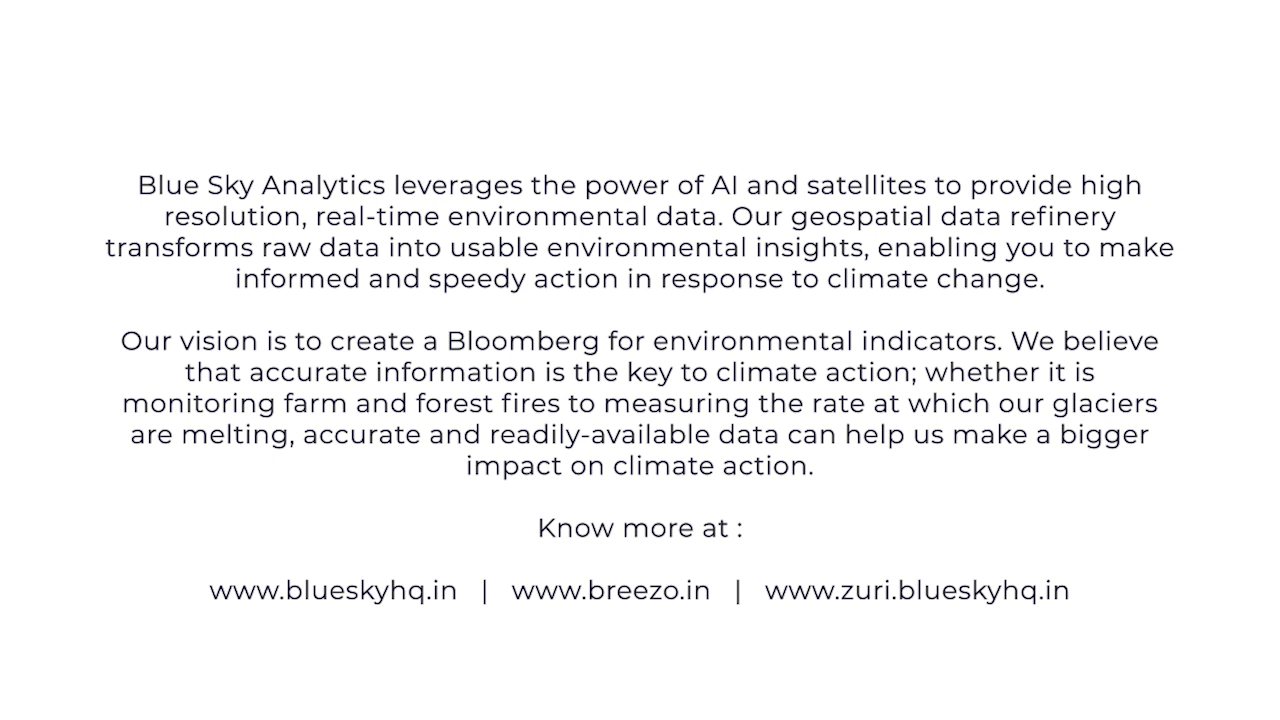 Blue Sky Analytics leverages the power of AI and satellites to provide high
resolution, real-time environmental data. Our geospatial data refinery
transforms raw data into usable environmental insights, enabling you to make
informed and speedy action in response to climate change.
Our vision is to create a Bloomberg for environmental indicators. We believe
that accurate information is the key to climate action; whether it is
monitoring farm and forest fires to measuring the rate at which our glaciers
are melting, accurate and readily-available data can help us make a bigger
impact on climate action.
Know more at :
www.blueskyhq.in | www.breezo.in | www.zuri.blueskyhq.in